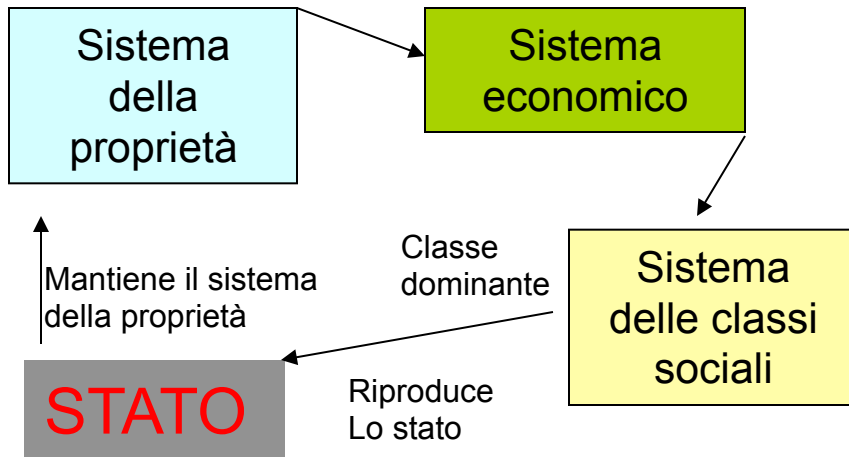 Sistema
della
proprietà
Sistema
economico
Mantiene il sistema
della proprietà
Classe
dominante
Sistema
delle classi
sociali
STATO
Riproduce
Lo stato